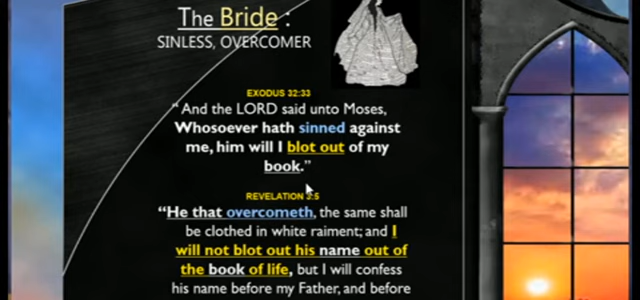 The Bride :
SINLESS, OVERCOMER
EXODUS 32:33
“ And the LORD said unto Moses,
Whosoever hath sinned against
me, him will I blot out of my
book.”
REVELATION 3:5
“He that overcometh, the same shall
be clothed in white raiment; and I
will not blot out his name out of
the book of life, but I will confess
his name before my Father, and before